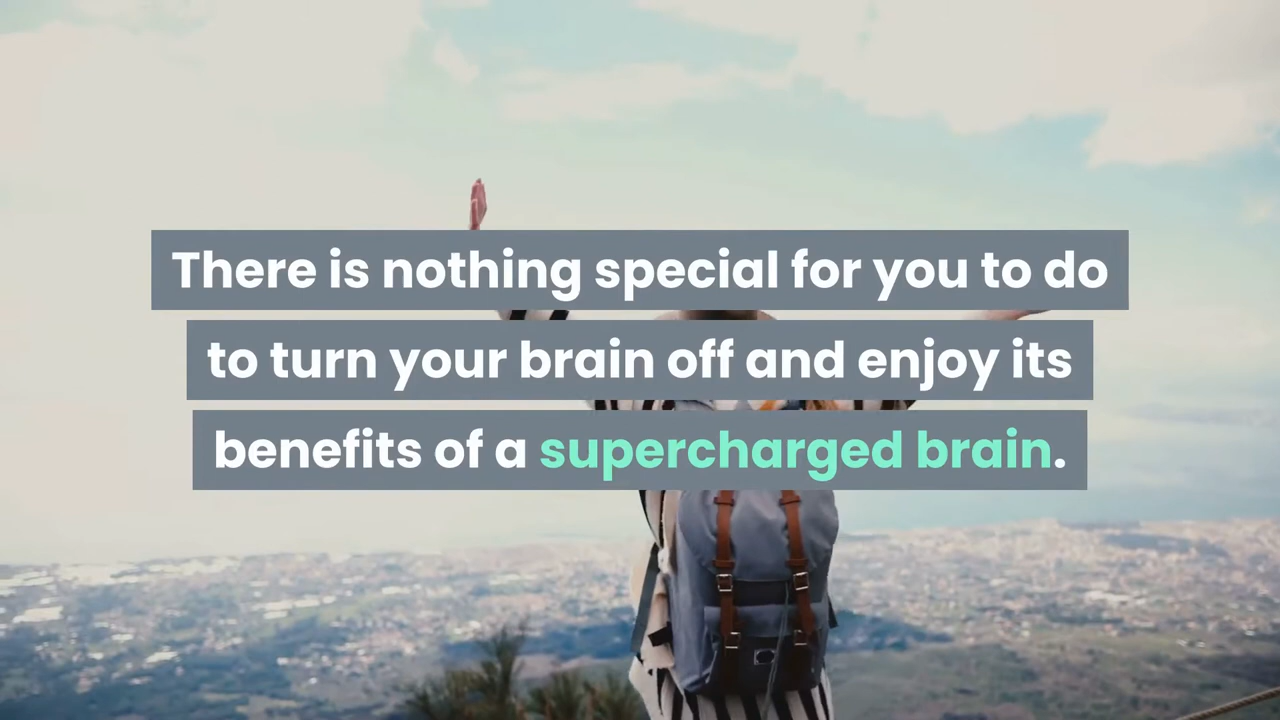 There is nothing special for you to do
to turn your brain off and enjoy its
benefits of a supercharged brain.